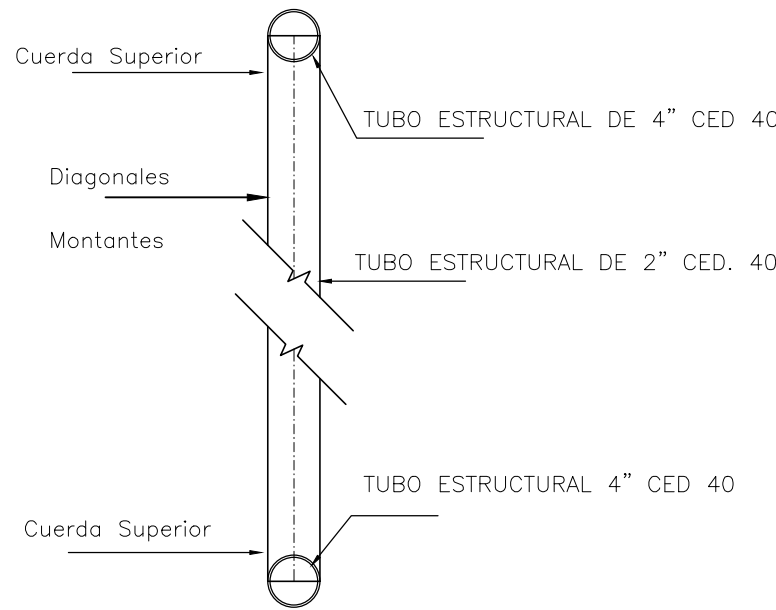 Cuerda Superior
TUBO ESTRUCTURAL DE 4” CED 40
Diagonales
Montantes
TUBO ESTRUCTURAL DE 2” CED. 40
TUBO ESTRUCTURAL 4” CED 40
Cuerda Superior